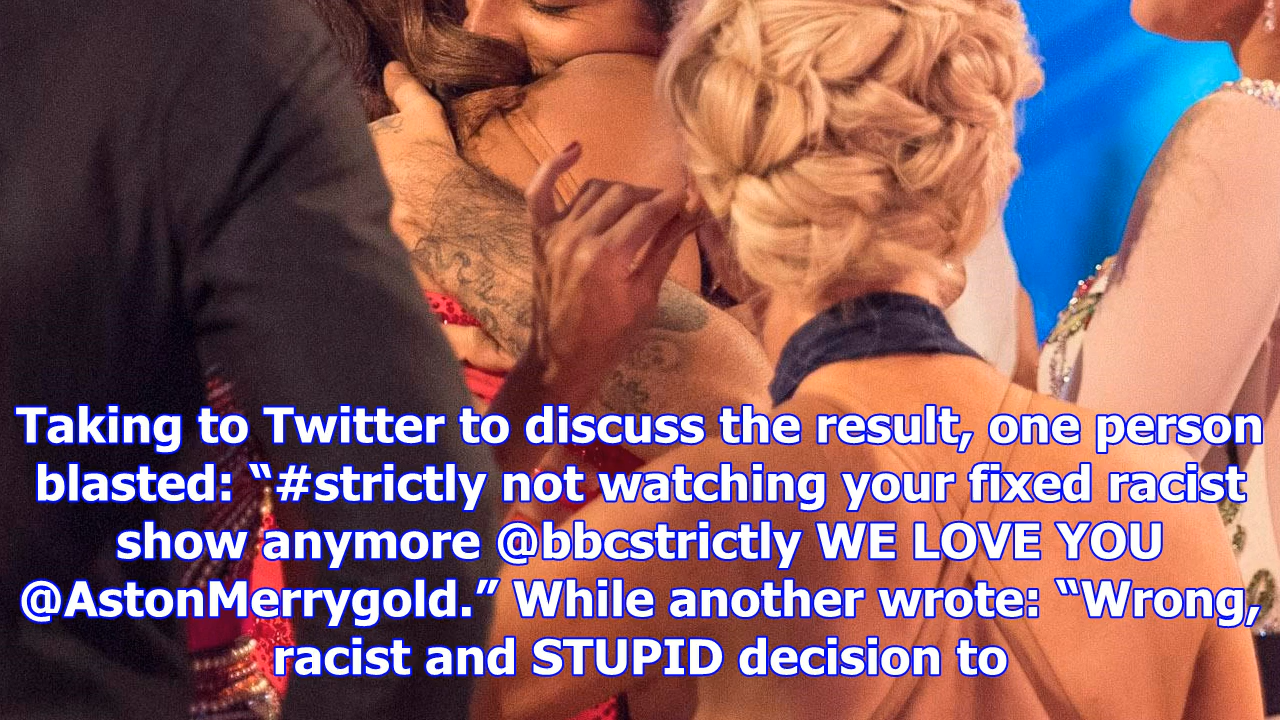 Taking to Twitter to discuss the result, one person
blasted: “#strictly not watching your fixed racist
show anymore @bbcstrictly WE LOVE YOU
@AstonMerrygold.” While another wrote: “Wrong,
racist and STUPID decision to